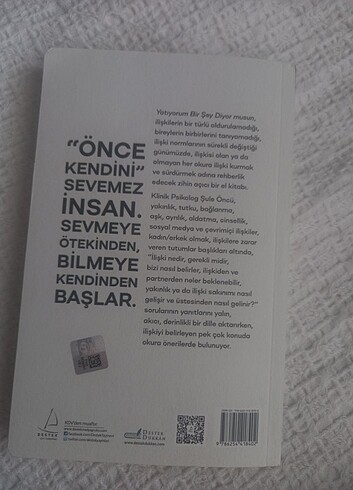 "ÖNCE
KENDİNİ"
SEVEMEZ
İNSAN.
SEVMEYE
ÖTEKİNDEN,
BİLMEYE
KENDİNDEN
BAŞLAR.
Yatıyorum Bir Şey Diyor musun,
ilişkilerin bir türlü oldurulamadığı,
bireylerin birbirlerini tanıyamadığı,
ilişki normlarının sürekli değiştiği
günümüzde, ilişkisi olan ya da
olmayan her okura ilişki kurmak
ve sürdürmek adına rehberlik
edecek zihin açıcı bir el kitabı.
Klinik Psikolog Şule Öncü,
yakınlık, tutku, bağlanma,
aşk, ayrılık, aldatma, cinsellik,
sosyal medya ve çevrimiçi ilişkiler,
kadın/erkek olmak, ilişkilere zarar
veren tutumlar başlıkları altında,
"İlişki nedir, gerekli midir,
bizi nasıl belirler, ilişkiden ve
partnerden neler beklenebilir,
yakınlık ya da ilişki sakınımı nasıl
gelişir ve üstesinden nasıl gelinir?"
sorularının yanıtlarını yalın,
akıcı, derinlikli bir dille aktarırken,
ilişkiyi belirleyen pek çok konuda
okura önerilerde bulunuyor.
DESTEK
DESTEK
DÜKKAN